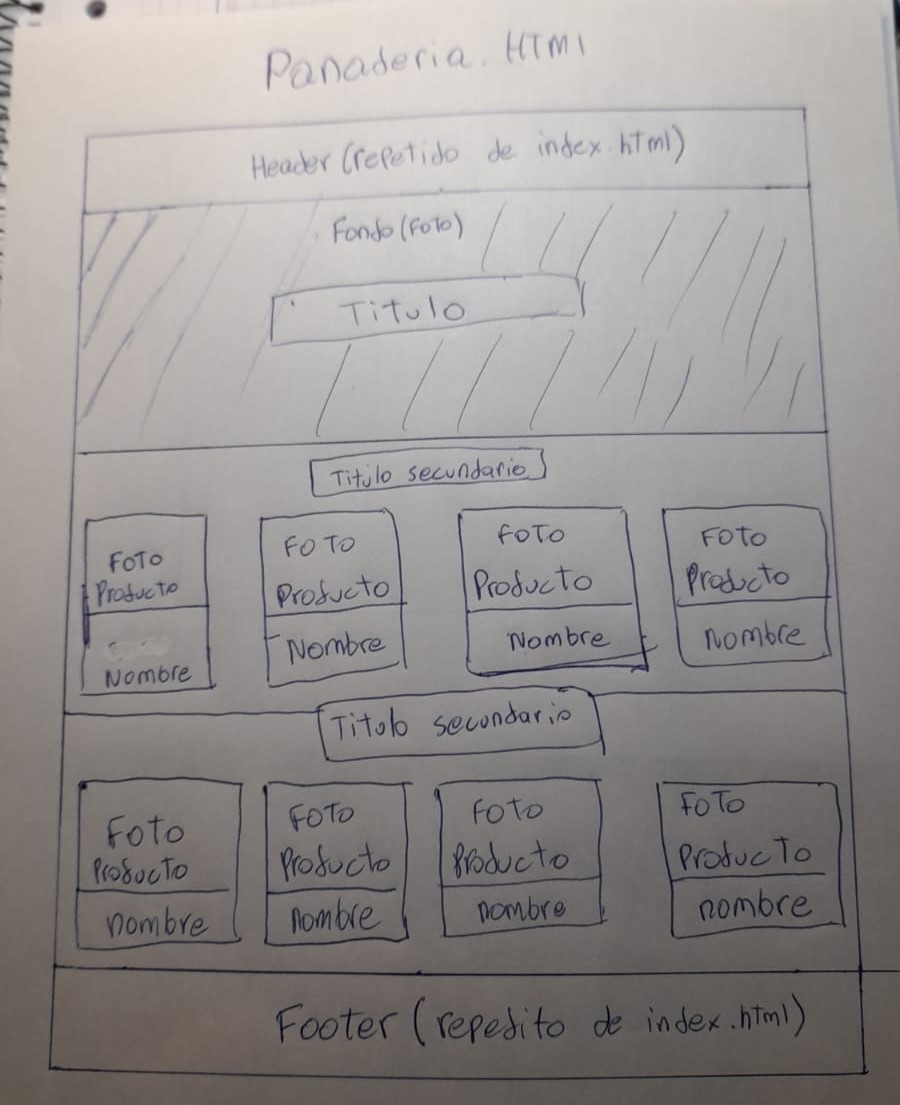 Panaderia. HTMl
Header (repetido de index.html)
Fondo (Foto)
Titulo
Titulo secundario
FOTO
Producto
Nombre
FOTO
Producto
Nombre
FOTO
Producto
Nombre
FOTO
Producto
Nombre
Titulo secundario
FOTO
Producto
nombre
FOTO
Producto
nombre
FOTO
Producto
nombre
FOTO
Producto
nombre
Footer (repedito de index.html)